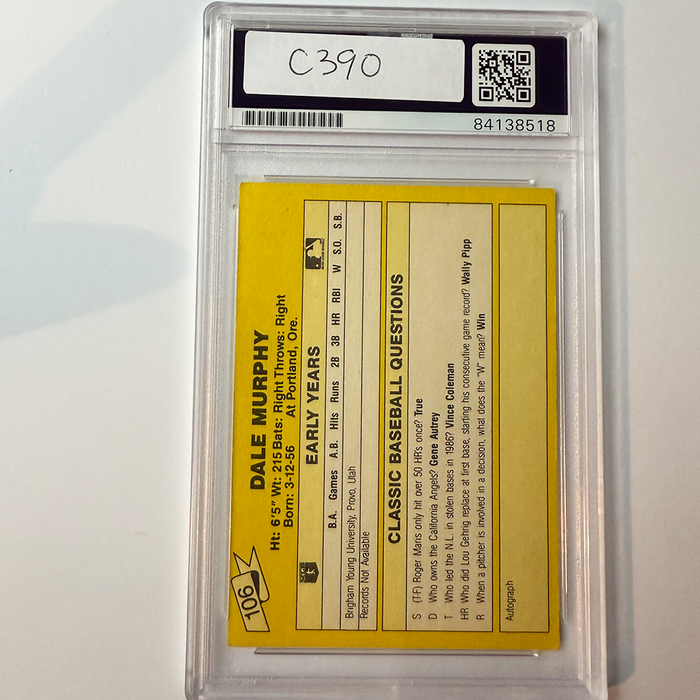 C390
84138518
106
DALE MURPHY
Ht: 6'5" Wt: 215 Bats: Right Throws: Right
Born: 3-12-56 At Portland, Ore.
EARLY YEARS
B.A. Games A.B. Hits Runs 2B 3B HR RBI W S.O. S.B.
Brigham Young University, Provo, Utah
Records Not Available
CLASSIC BASEBALL QUESTIONS
S (T-F) Roger Maris only hit over 50 HR's once? True
D Who owns the California Angels? Gene Autrey
T Who led the N.L. in stolen bases in 1986? Vince Coleman
HR Who did Lou Gehrig replace at first base, starting his consecutive game record? Wally Pipp
R When a pitcher is involved in a decision, what does the "W" mean? Win
Autograph